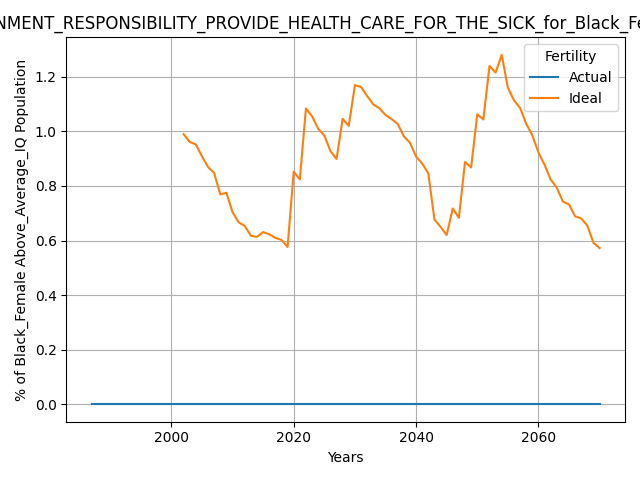 NMENT_RESPONSIBILITY_PROVIDE_HEALTH_CARE_FOR_THE_SICK_for_Black_Fe
Fertility
Actual
Ideal
% of Black_Female Above_Average_IQ Population
1.2
1.0
0.8
0.6
0.4
0.2
0.0
2000 2020 2040 2060
Years